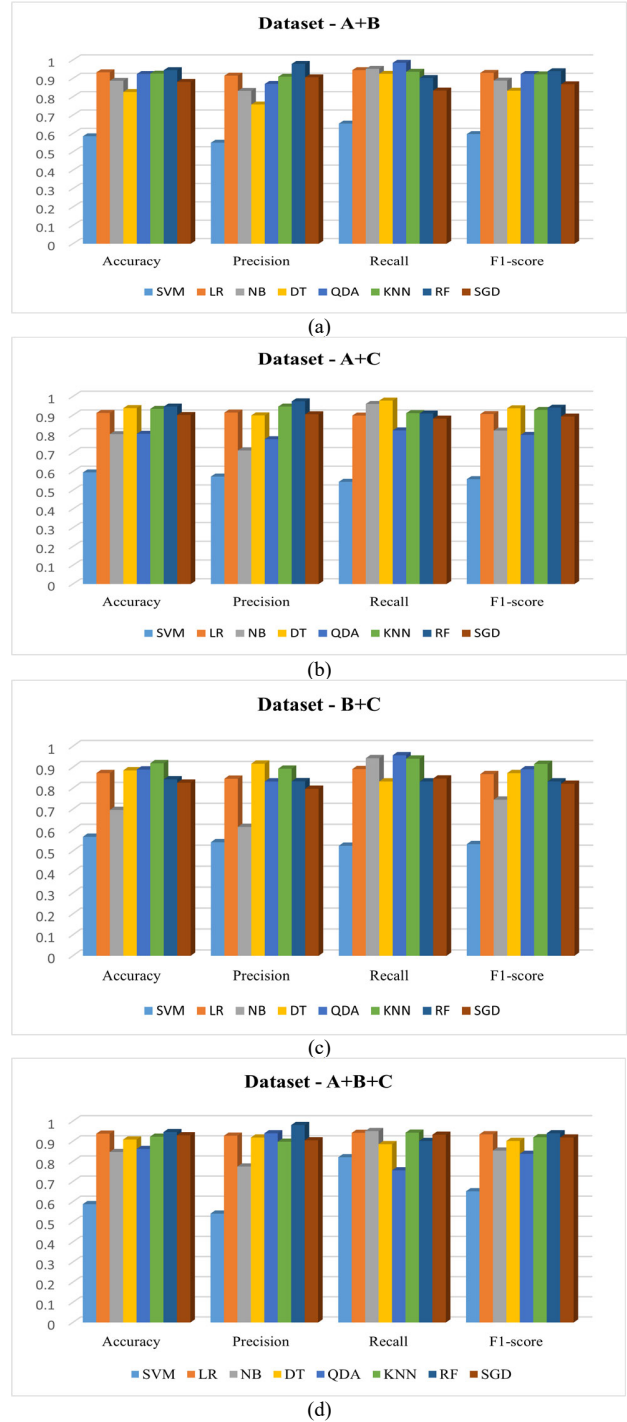 Dataset - A+B
1
0.9
0.8
0.7
0.6
0.5
0.4
0.3
0.2
0.1
0
Accuracy Precision Recall F1-score
SVM LR NB DT QDA KNN RF SGD
(a)
Dataset - A+C
1
0.9
0.8
0.7
0.6
0.5
0.4
0.3
0.2
0.1
0
Accuracy Precision Recall F1-score
SVM LR NB DT QDA KNN RF SGD
(b)
Dataset - B+C
1
0.9
0.8
0.7
0.6
0.5
0.4
0.3
0.2
0.1
0
Accuracy Precision Recall F1-score
SVM LR NB DT QDA KNN RF SGD
(c)
Dataset - A+B+C
1
0.9
0.8
0.7
0.6
0.5
0.4
0.3
0.2
0.1
0
Accuracy Precision Recall F1-score
SVM LR NB DT QDA KNN RF SGD
(d)